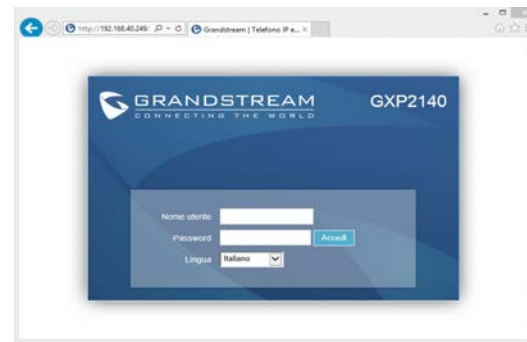 http://192.168.40.249/
Grandstream | Telefono IP e...
GRANDSTREAM
CONNECTING THE WORLD
GXP2140
Nome utente
Password
Accedi
Lingua
Italiano